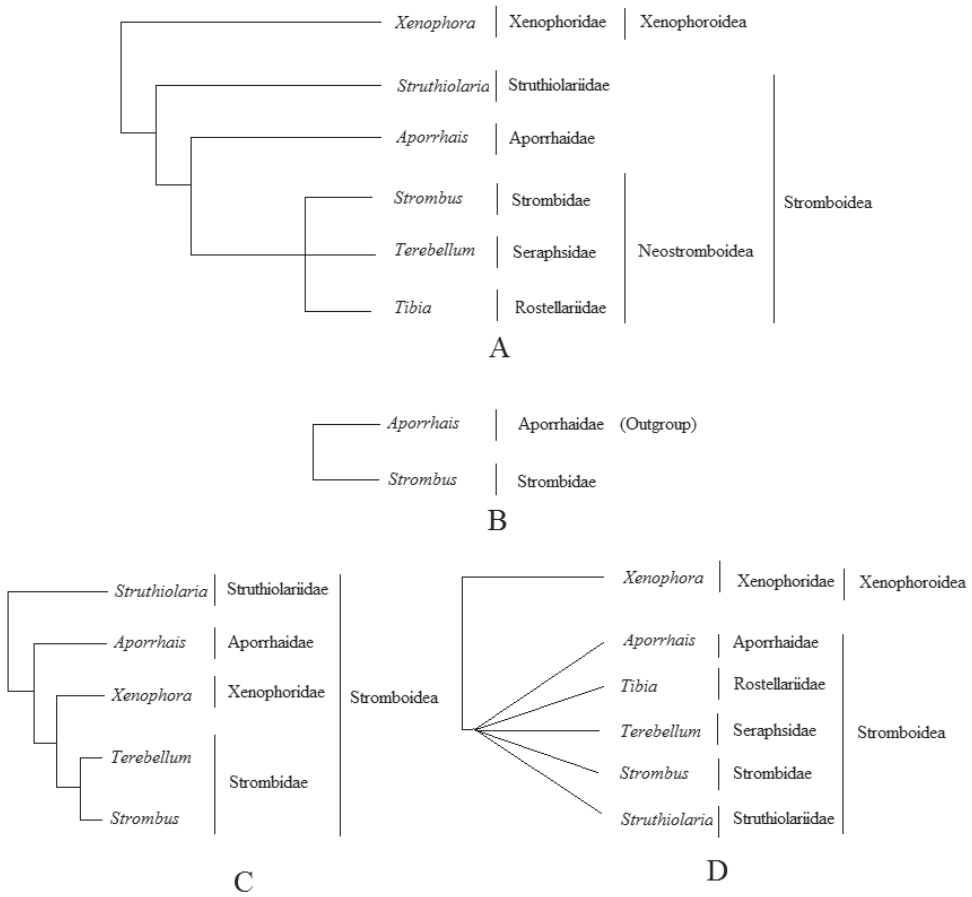 Xenophora Xenophoridae Xenophoroidea
Struthiolaria Struthiolariidae
Aporrhais Aporrhaidae
Strombus Strombidae
Stromboidea
Terebellum Seraphsidae Neostromboidea
Tibia Rostellariidae
A
Aporrhais Aporrhaidae (Outgroup)
Strombus Strombidae
B
Struthiolaria Struthiolariidae
Aporrhais Aporrhaidae
Xenophora Xenophoridae
Stromboidea
Terebellum
Strombidae
Strombus
C
Xenophora Xenophoridae Xenophoroidea
Aporrhais Aporrhaidae
Tibia Rostellariidae
Terebellum Seraphsidae Stromboidea
Strombus Strombidae
Struthiolaria Struthiolariidae
D